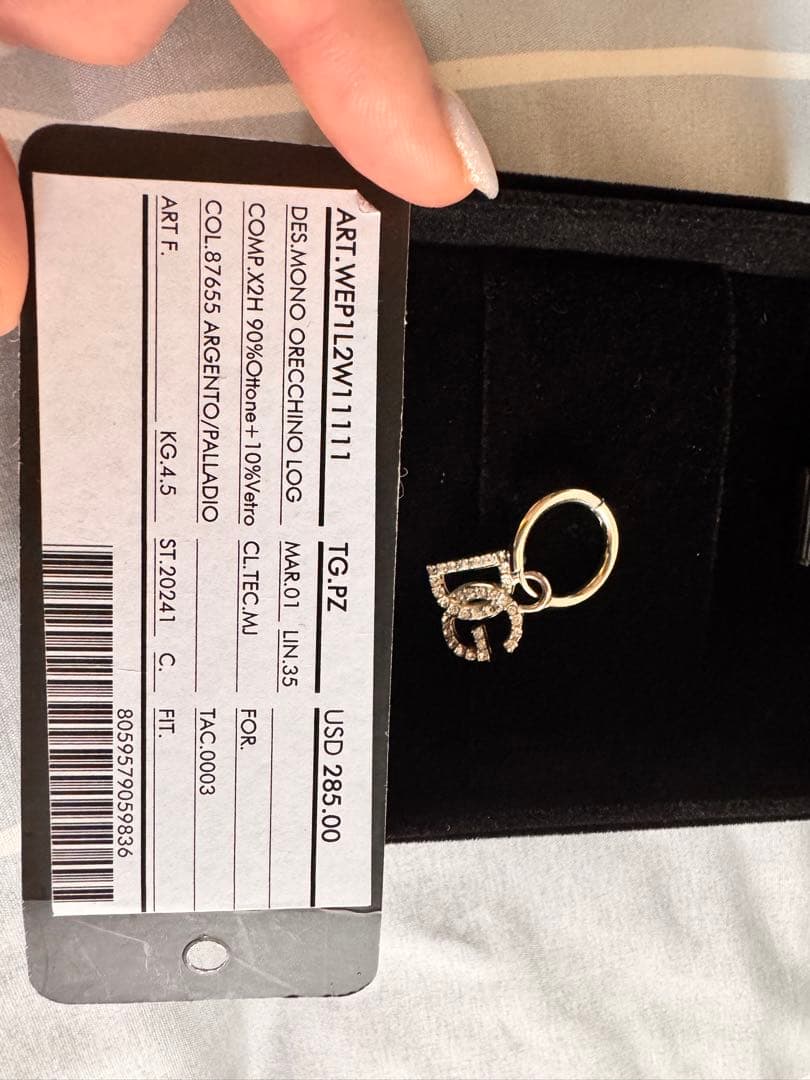 ART.WEP1L2W11111 TG.PZ USD 285.00
DES.MONO ORECCHINO LOG MAR.01 LIN.35
COMP.X2H 90%Ottone+10%Vetro CL.TEC.MJ FOR.
COL.87655 ARGENTO/PALLADIO TAC.0003
ART F. KG.4.5 ST.20241 C. FIT.
8059579059836
DG